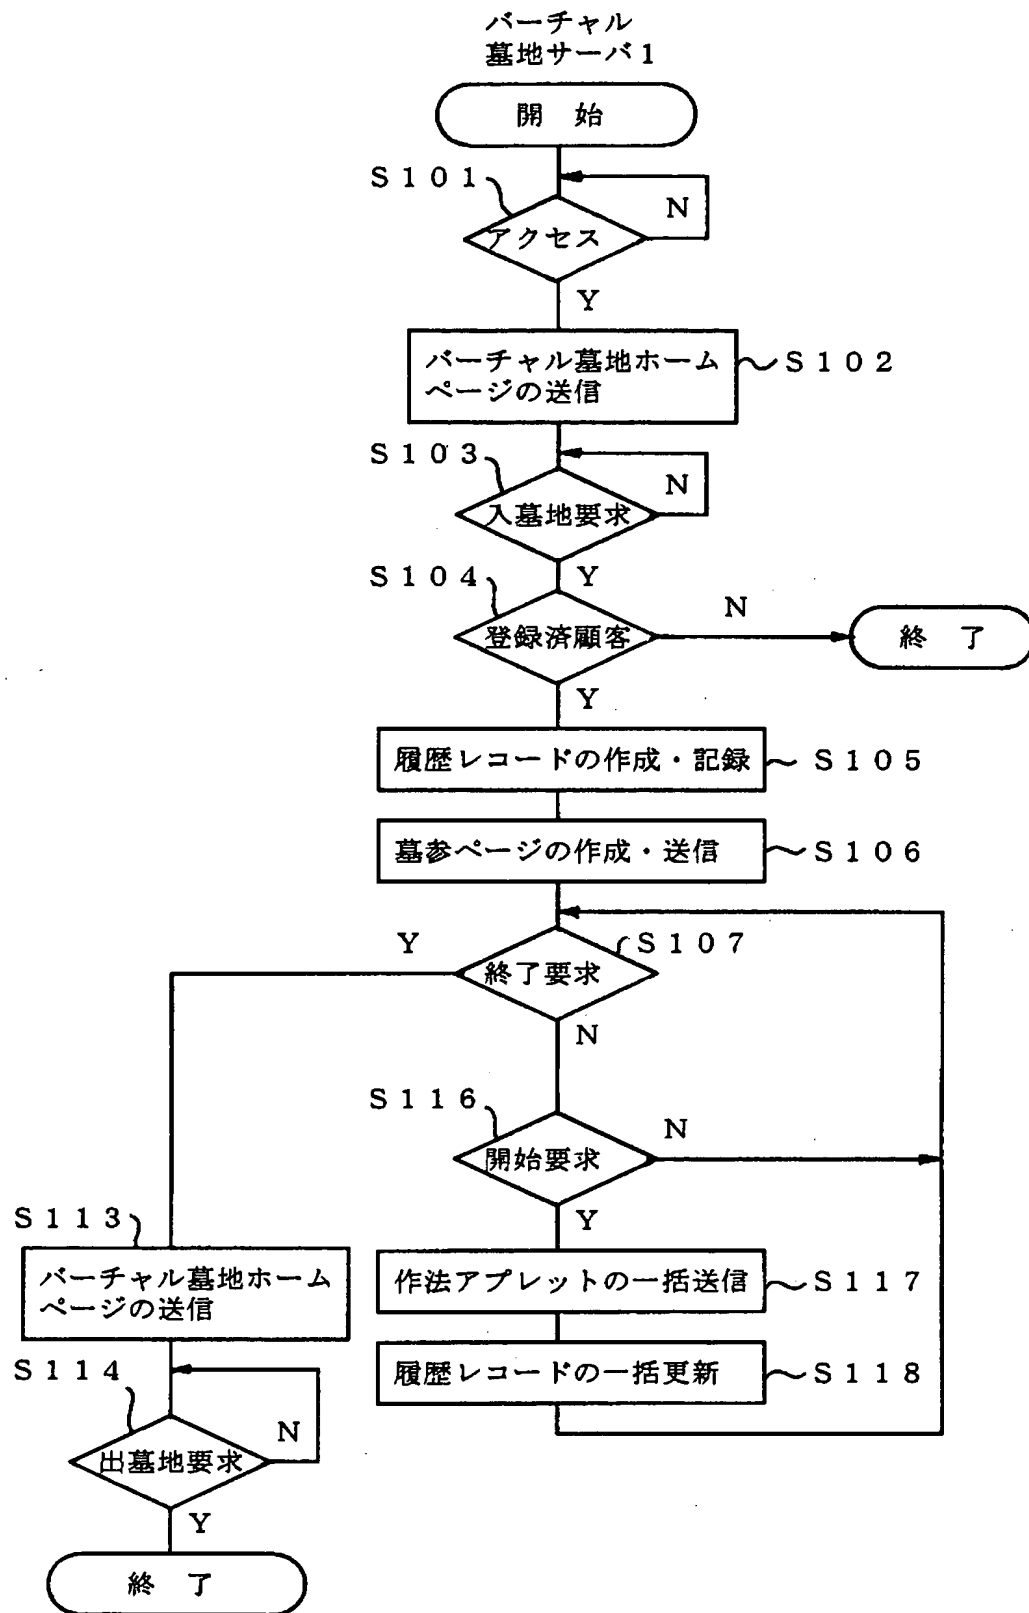 バーチャル
墓地サーバ１
開　始
Ｓ１０１
Ｎ
アクセス
Ｙ
バーチャル墓地ホーム
ページの送信
Ｓ１０２
Ｓ１０３
Ｎ
入墓地要求
Ｙ
Ｓ１０４
Ｎ
登録済顧客
終　了
Ｙ
履歴レコードの作成・記録
Ｓ１０５
墓参ページの作成・送信
Ｓ１０６
Ｙ
Ｓ１０７
終了要求
Ｎ
Ｓ１１６
Ｎ
開始要求
Ｙ
Ｓ１１３
バーチャル墓地ホーム
ページの送信
作法アプレットの一括送信
Ｓ１１７
Ｓ１１４
履歴レコードの一括更新
Ｓ１１８
Ｎ
出墓地要求
Ｙ
終　了